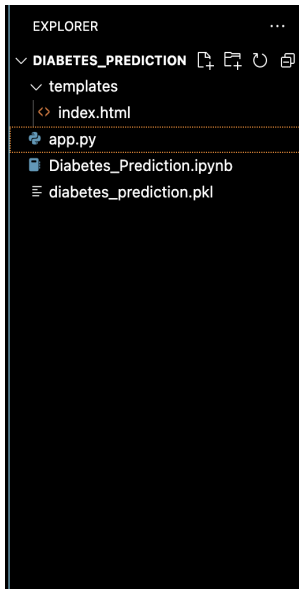 EXPLORER
DIABETES_PREDICTION
templates
index.html
app.py
Diabetes_Prediction.ipynb
diabetes_prediction.pkl